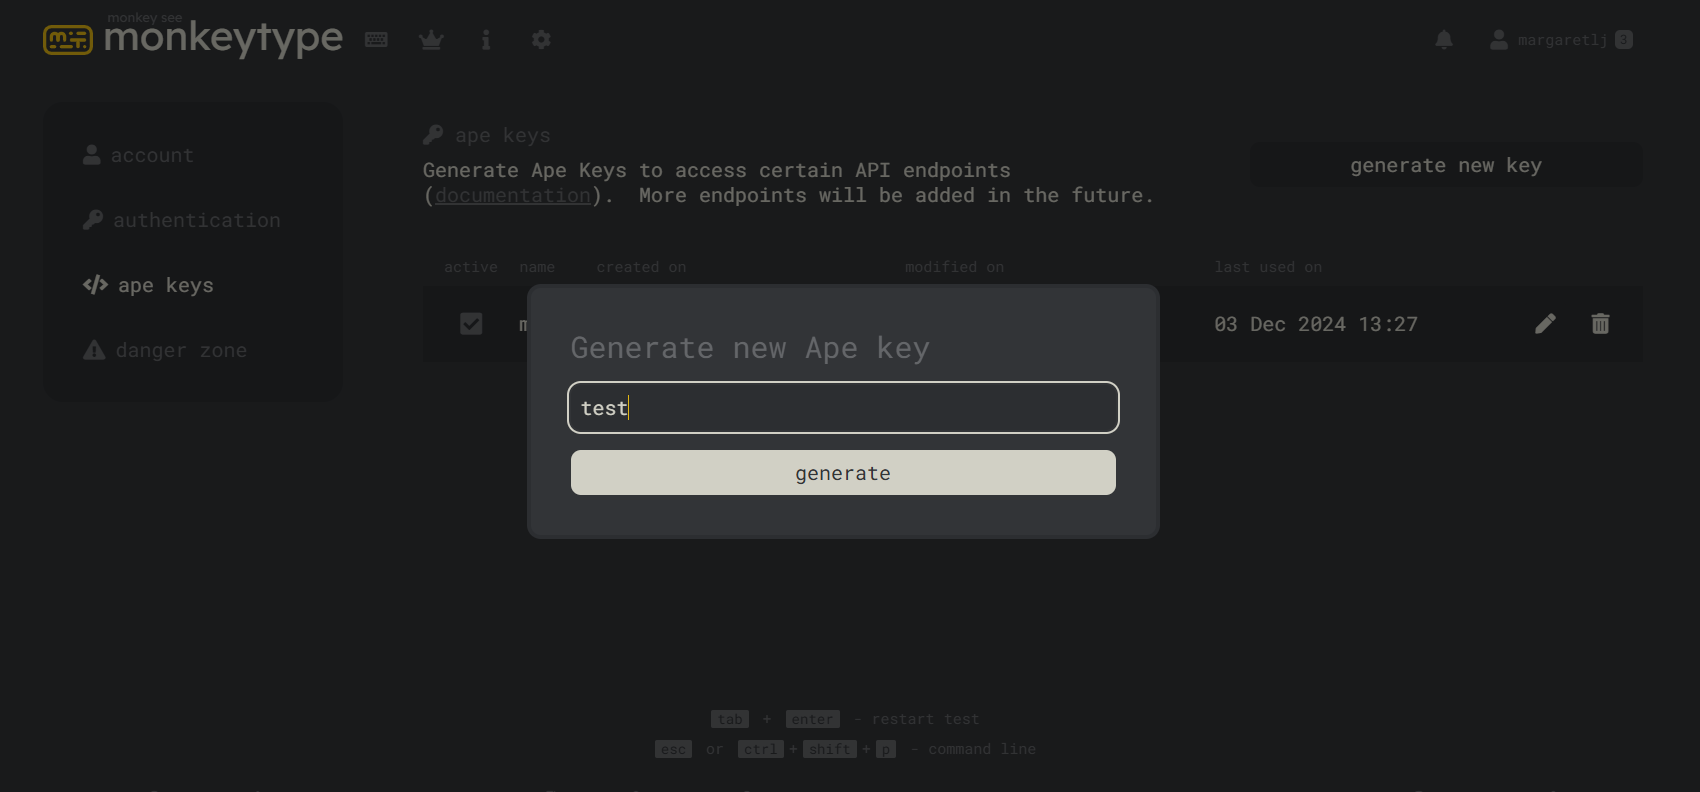 monkey see
monkeytype
margaretlj 3
account
authentication
ape keys
danger zone
ape keys
Generate Ape Keys to access certain API endpoints
(documentation). More endpoints will be added in the future.
generate new key
active name created on modified on last used on
03 Dec 2024 13:27
Generate new Ape key
test
generate
tab + enter - restart test
esc or ctrl + shift + p - command line